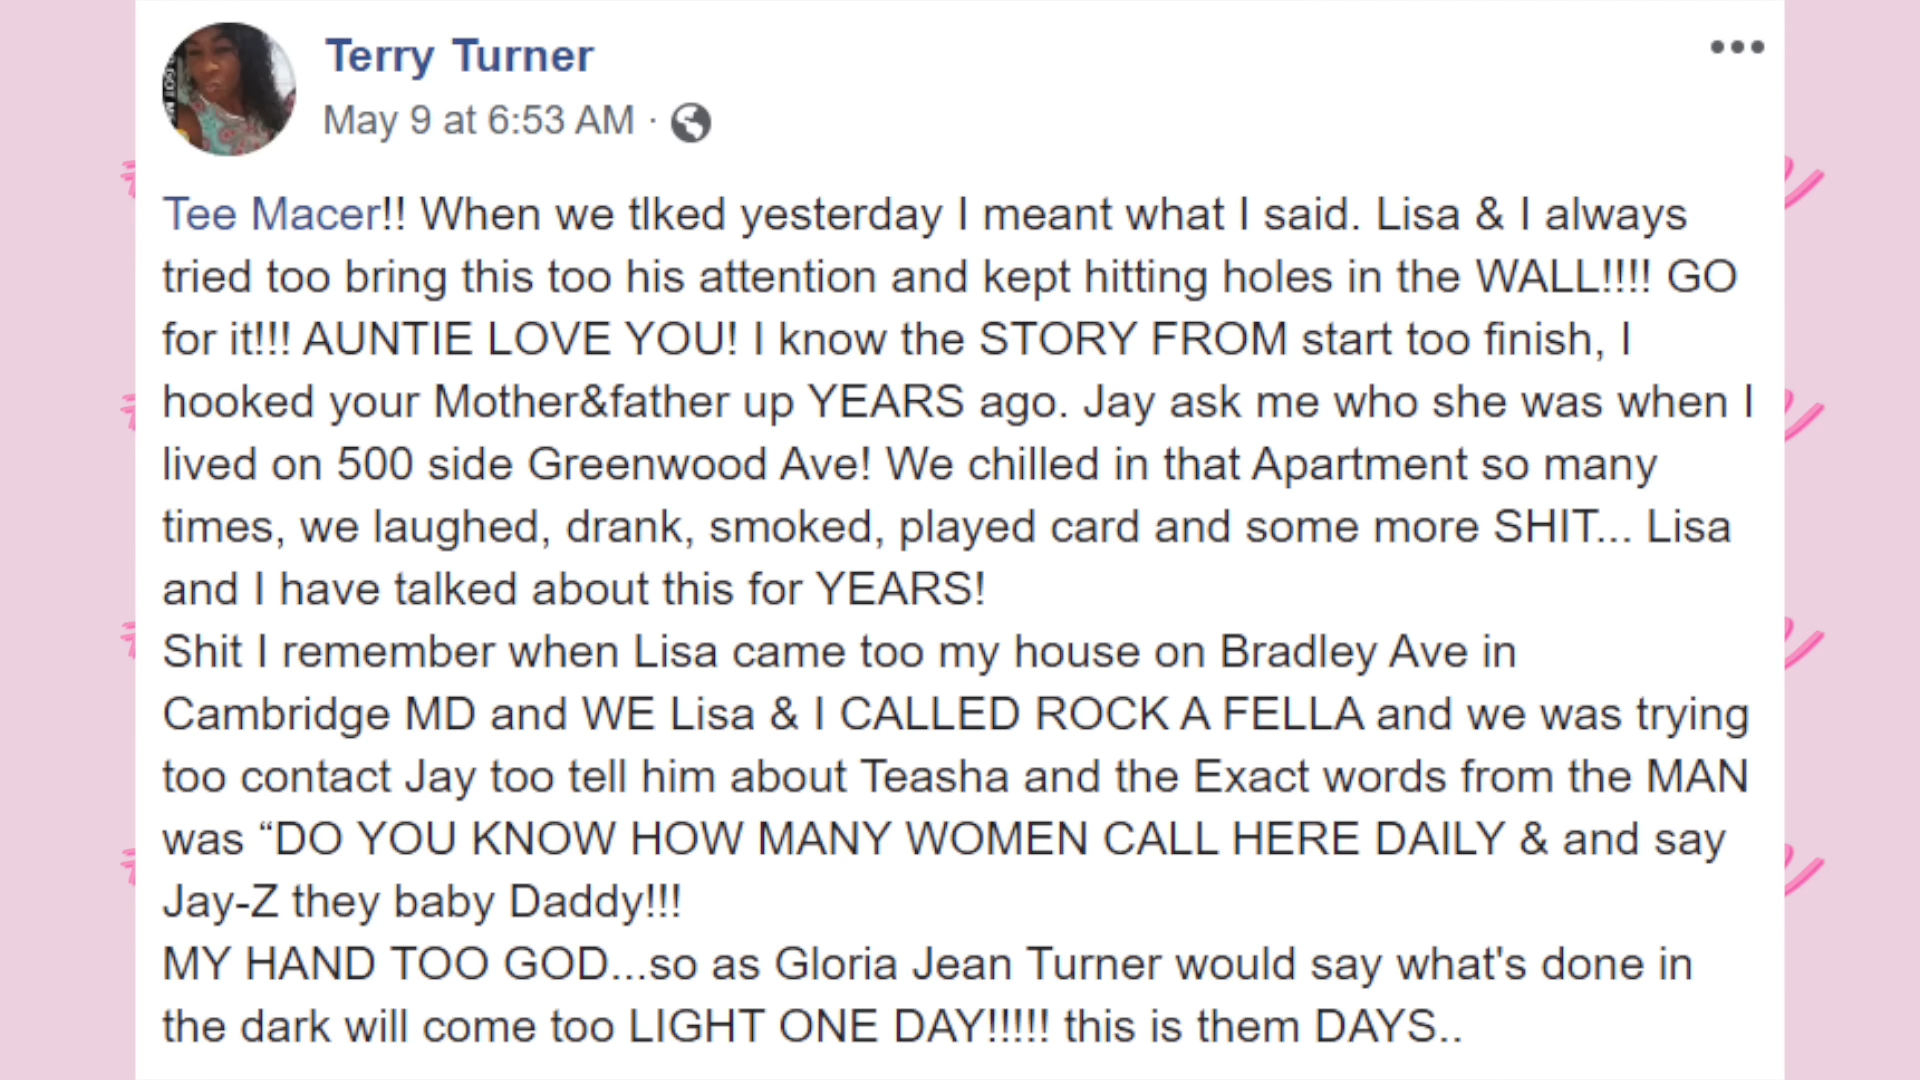 Terry Turner
May 9 at 6:53 AM ·
Tee Macer!! When we tlked yesterday I meant what I said. Lisa & I always
tried too bring this too his attention and kept hitting holes in the WALL!!!! GO
for it!!! AUNTIE LOVE YOU! I know the STORY FROM start too finish, I
hooked your Mother&father up YEARS ago. Jay ask me who she was when I
lived on 500 side Greenwood Ave! We chilled in that Apartment so many
times, we laughed, drank, smoked, played card and some more SHIT... Lisa
and I have talked about this for YEARS!
Shit I remember when Lisa came too my house on Bradley Ave in
Cambridge MD and WE Lisa & I CALLED ROCK A FELLA and we was trying
too contact Jay too tell him about Teasha and the Exact words from the MAN
was “DO YOU KNOW HOW MANY WOMEN CALL HERE DAILY & and say
Jay-Z they baby Daddy!!!
MY HAND TOO GOD...so as Gloria Jean Turner would say what's done in
the dark will come too LIGHT ONE DAY!!!!! this is them DAYS..